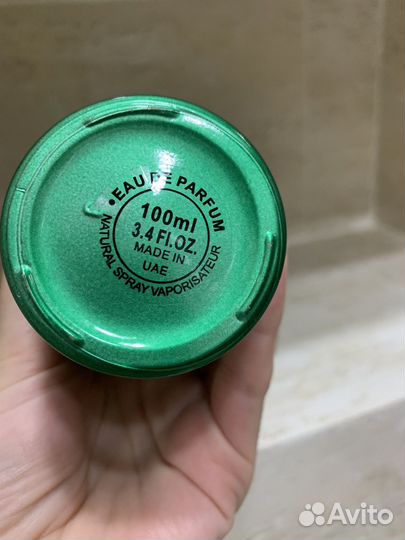 •EAU DE PARFUM
100ml
3.4 Fl.OZ.
MADE IN
UAE
NATURAL SPRAY VAPORISATEUR
Avito